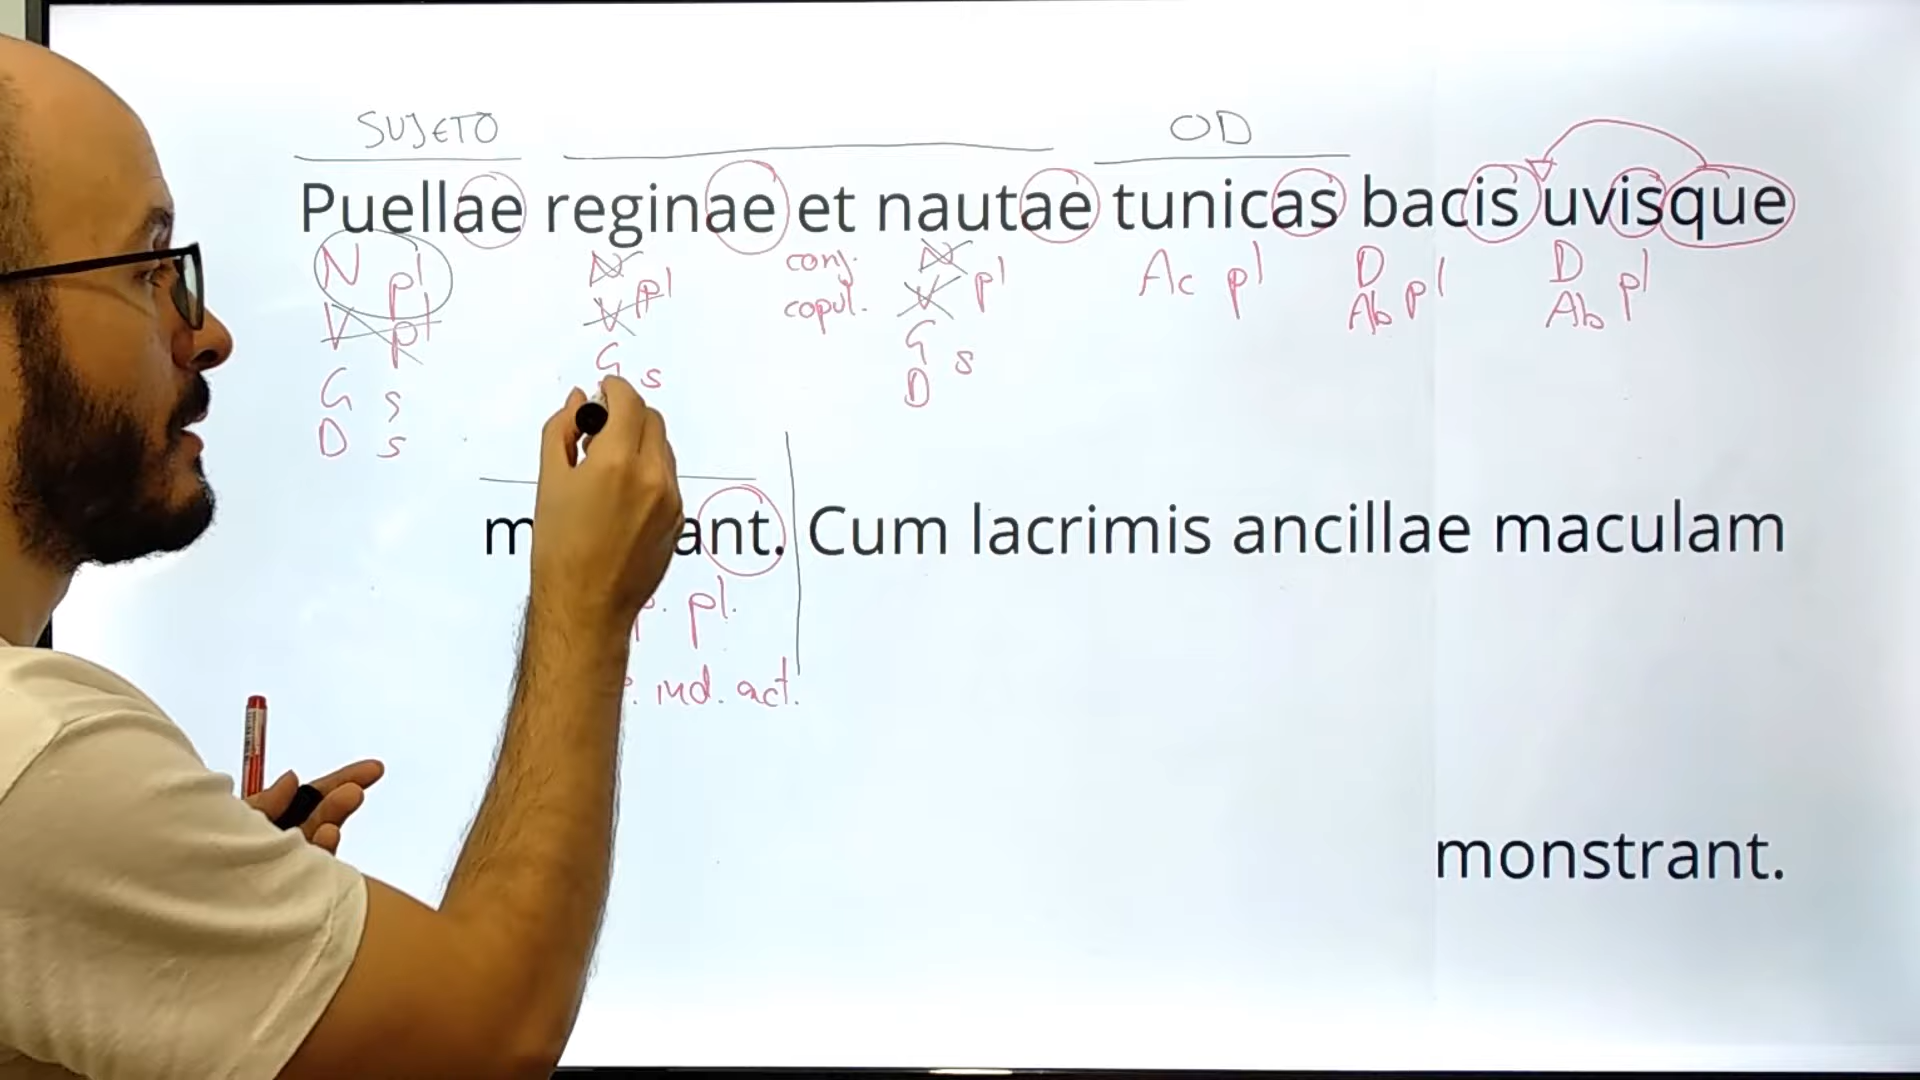 SUJETO OD
Puellae reginae et nautae tunicas bacis uvisque
N pl N pl conj. N pl Ac pl D pl D pl
V pl V copul. V Ab Ab
G s G s G s
D s D
ant. Cum lacrimis ancillae maculam
p. pl.
ind. act.
monstrant.